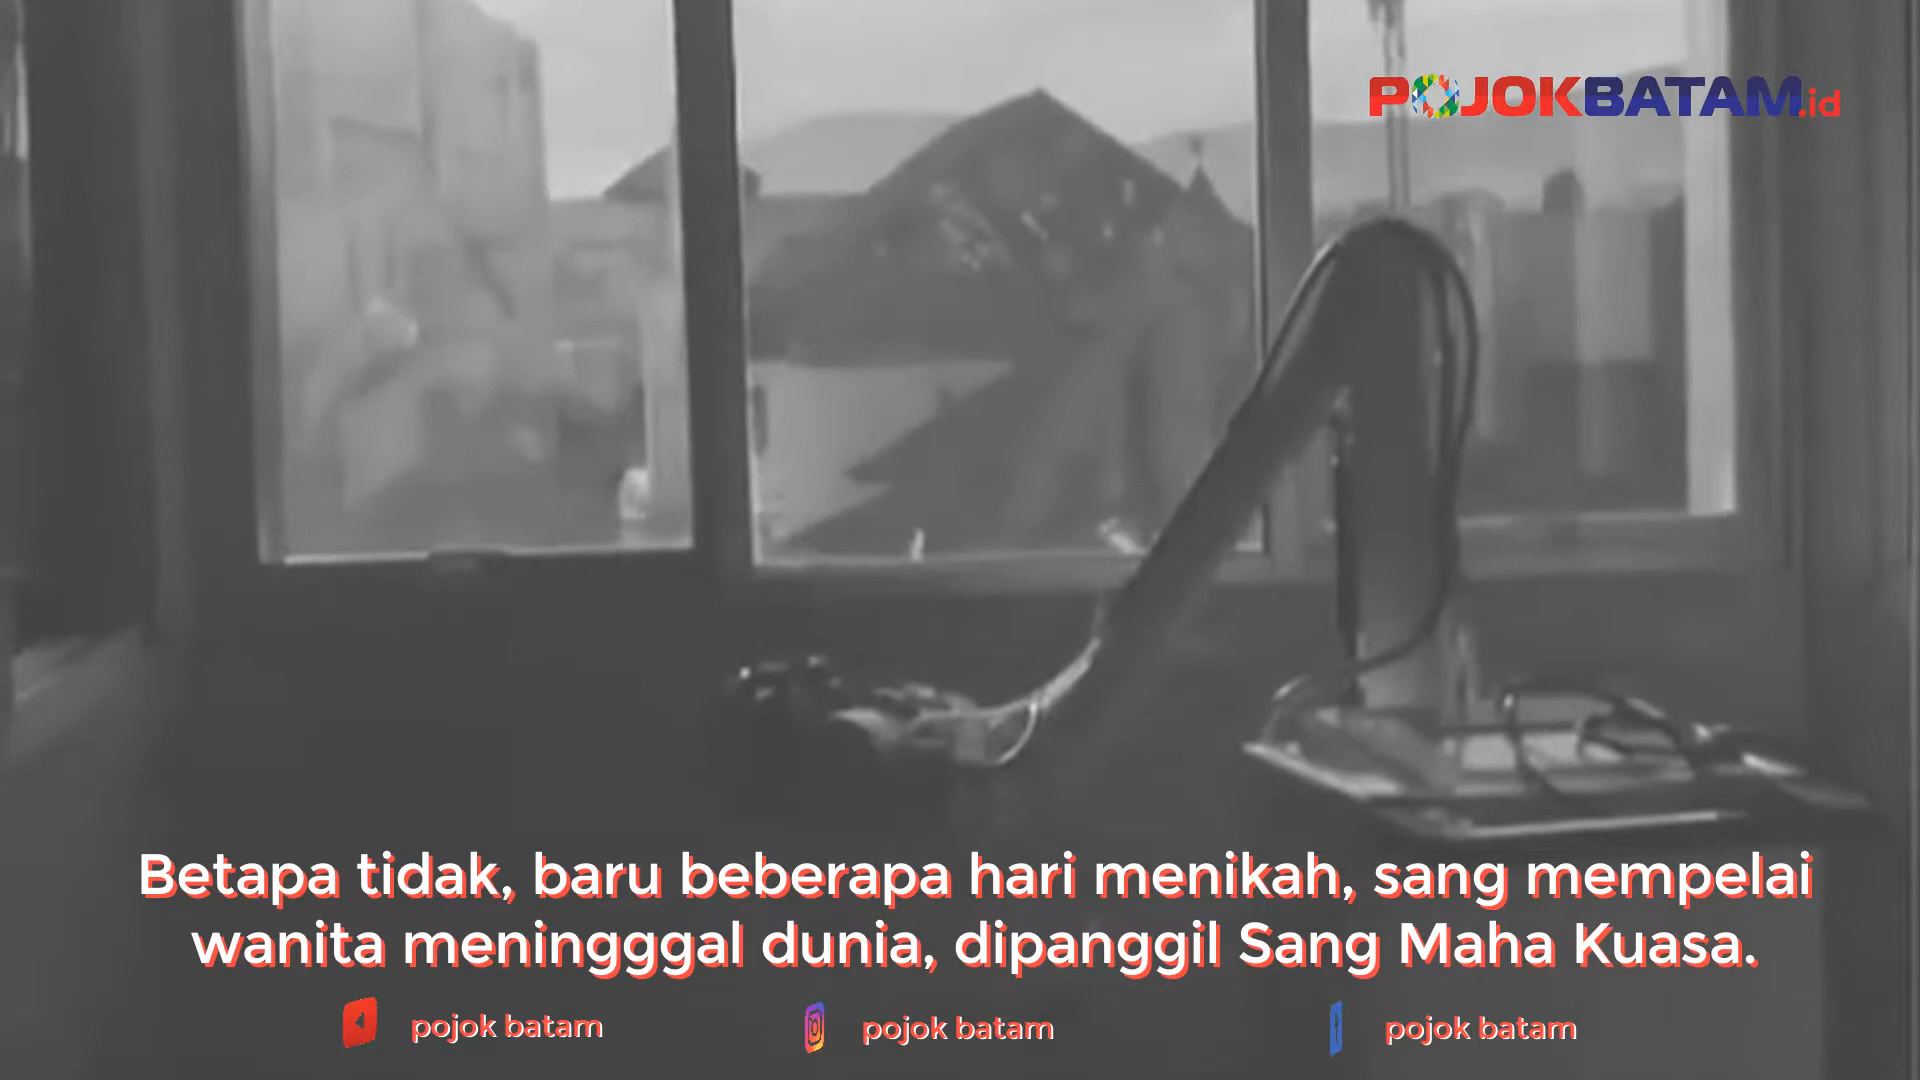 POJOKBATAM.id
Betapa tidak, baru beberapa hari menikah, sang mempelai
wanita meningggal dunia, dipanggil Sang Maha Kuasa.
pojok batam
pojok batam
pojok batam